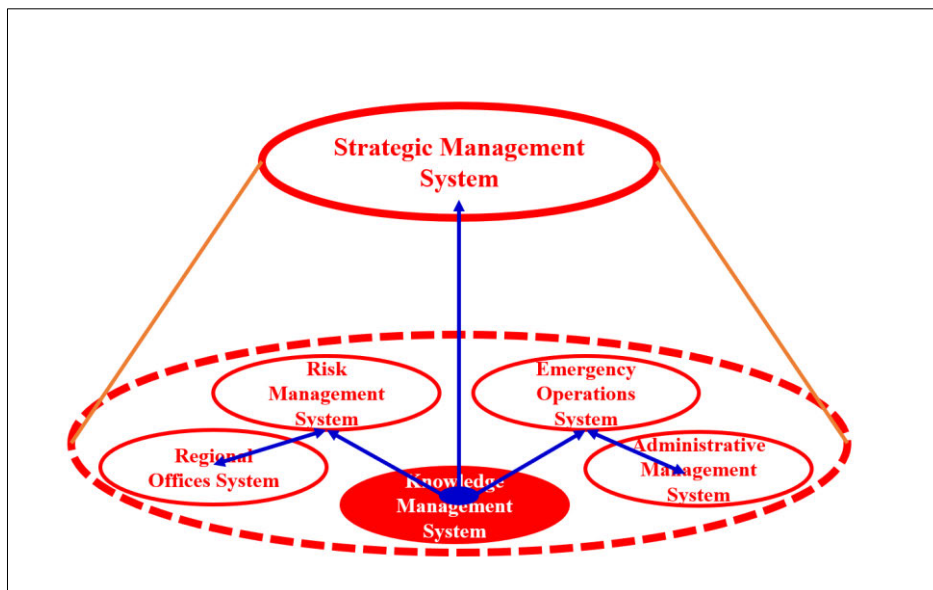 Strategic Management
System
Risk
Management
System
Emergency
Operations
System
Regional
Offices System
Administrative
Management
System
Knowledge
Management
System